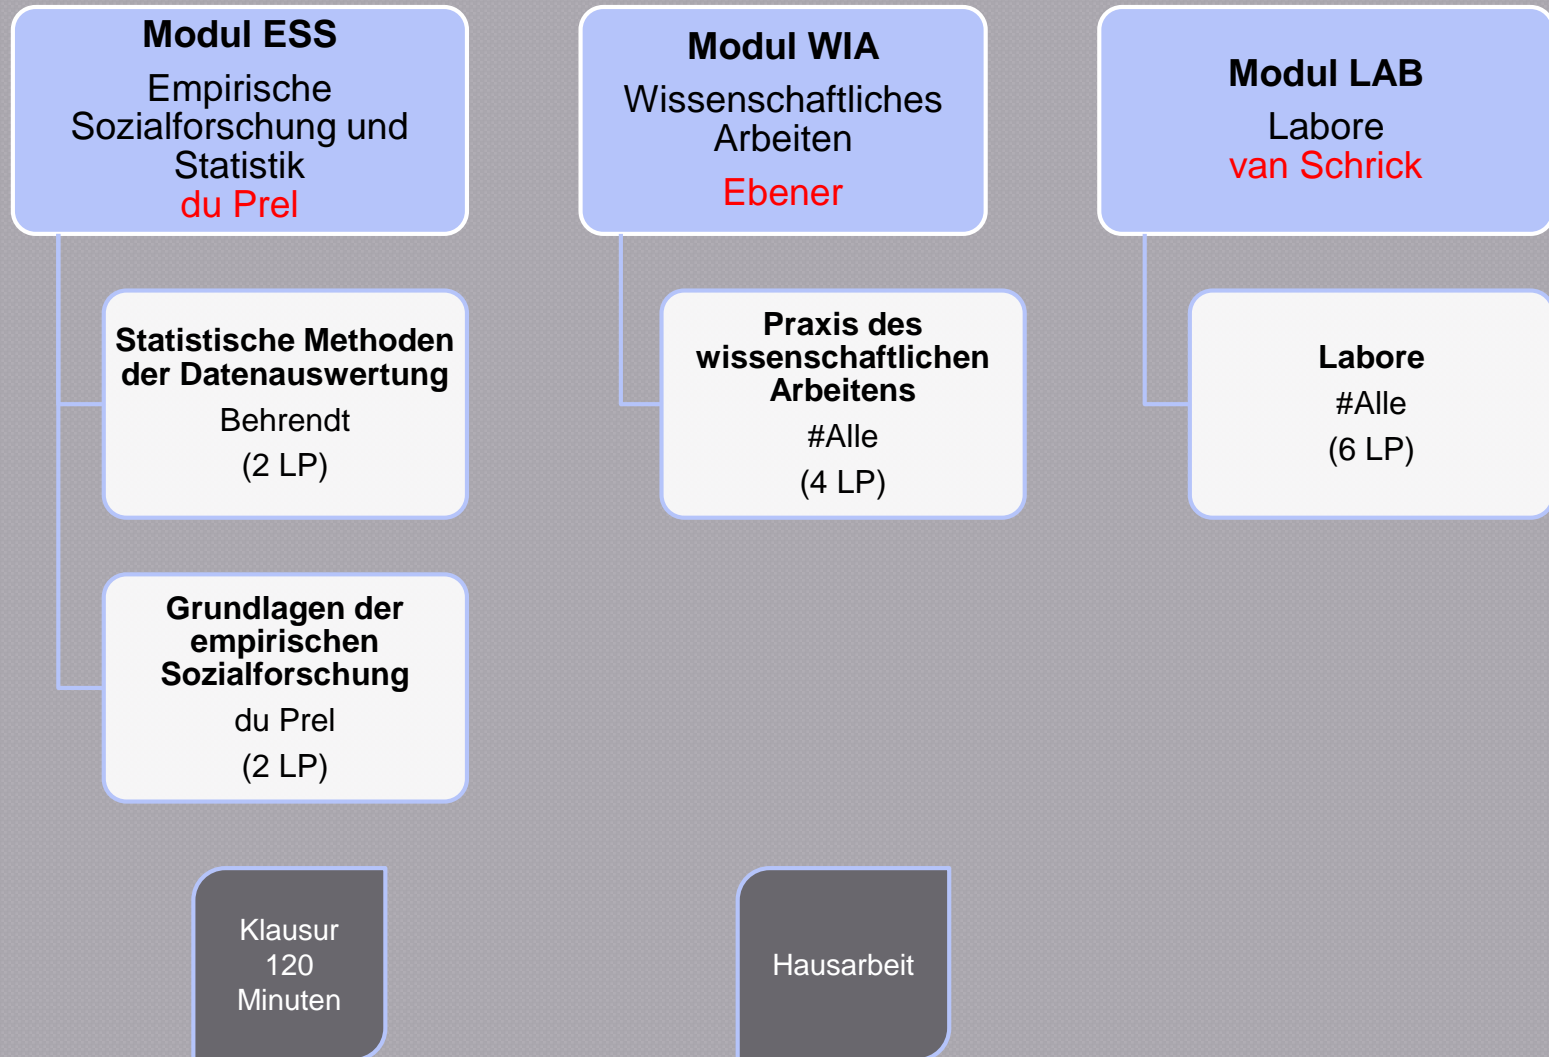 Modul ESS
Empirische
Sozialforschung und
Statistik
du Prel
Statistische Methoden
der Datenauswertung
Behrendt
(2 LP)
Grundlagen der
empirischen
Sozialforschung
du Prel
(2 LP)
Klausur
120
Minuten
Modul WIA
Wissenschaftliches
Arbeiten
Ebener
Praxis des
wissenschaftlichen
Arbeitens
#Alle
(4 LP)
Hausarbeit
Modul LAB
Labore
van Schrick
Labore
#Alle
(6 LP)